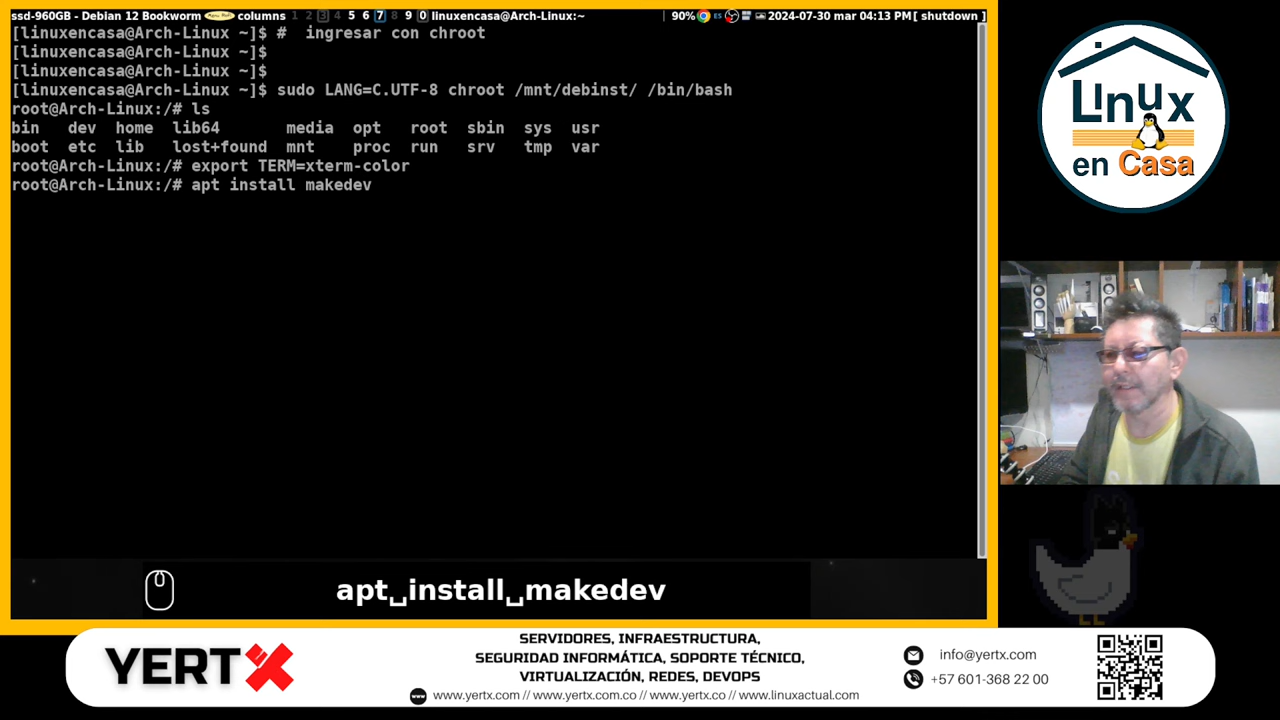 ssd-960GB - Debian 12 Bookworm columns 1 2 3 4 5 6 7 8 9 0 linuxencasa@Arch-Linux:~ 90% ES 2024-07-30 mar 04:13 PM[ shutdown ]
[linuxencasa@Arch-Linux ~]$ #  ingresar con chroot
[linuxencasa@Arch-Linux ~]$
[linuxencasa@Arch-Linux ~]$
[linuxencasa@Arch-Linux ~]$ sudo LANG=C.UTF-8 chroot /mnt/debinst/ /bin/bash
root@Arch-Linux:/# ls
bin   dev  home  lib64       media  opt   root  sbin  sys  usr
boot  etc  lib   lost+found  mnt    proc  run   srv   tmp  var
root@Arch-Linux:/# export TERM=xterm-color
root@Arch-Linux:/# apt install makedev
apt␣install␣makedev
Linux
en Casa
YERTX
SERVIDORES, INFRAESTRUCTURA,
SEGURIDAD INFORMÁTICA, SOPORTE TÉCNICO,
VIRTUALIZACIÓN, REDES, DEVOPS
www.yertx.com // www.yertx.com.co // www.yertx.co // www.linuxactual.com
info@yertx.com
+57 601-368 22 00